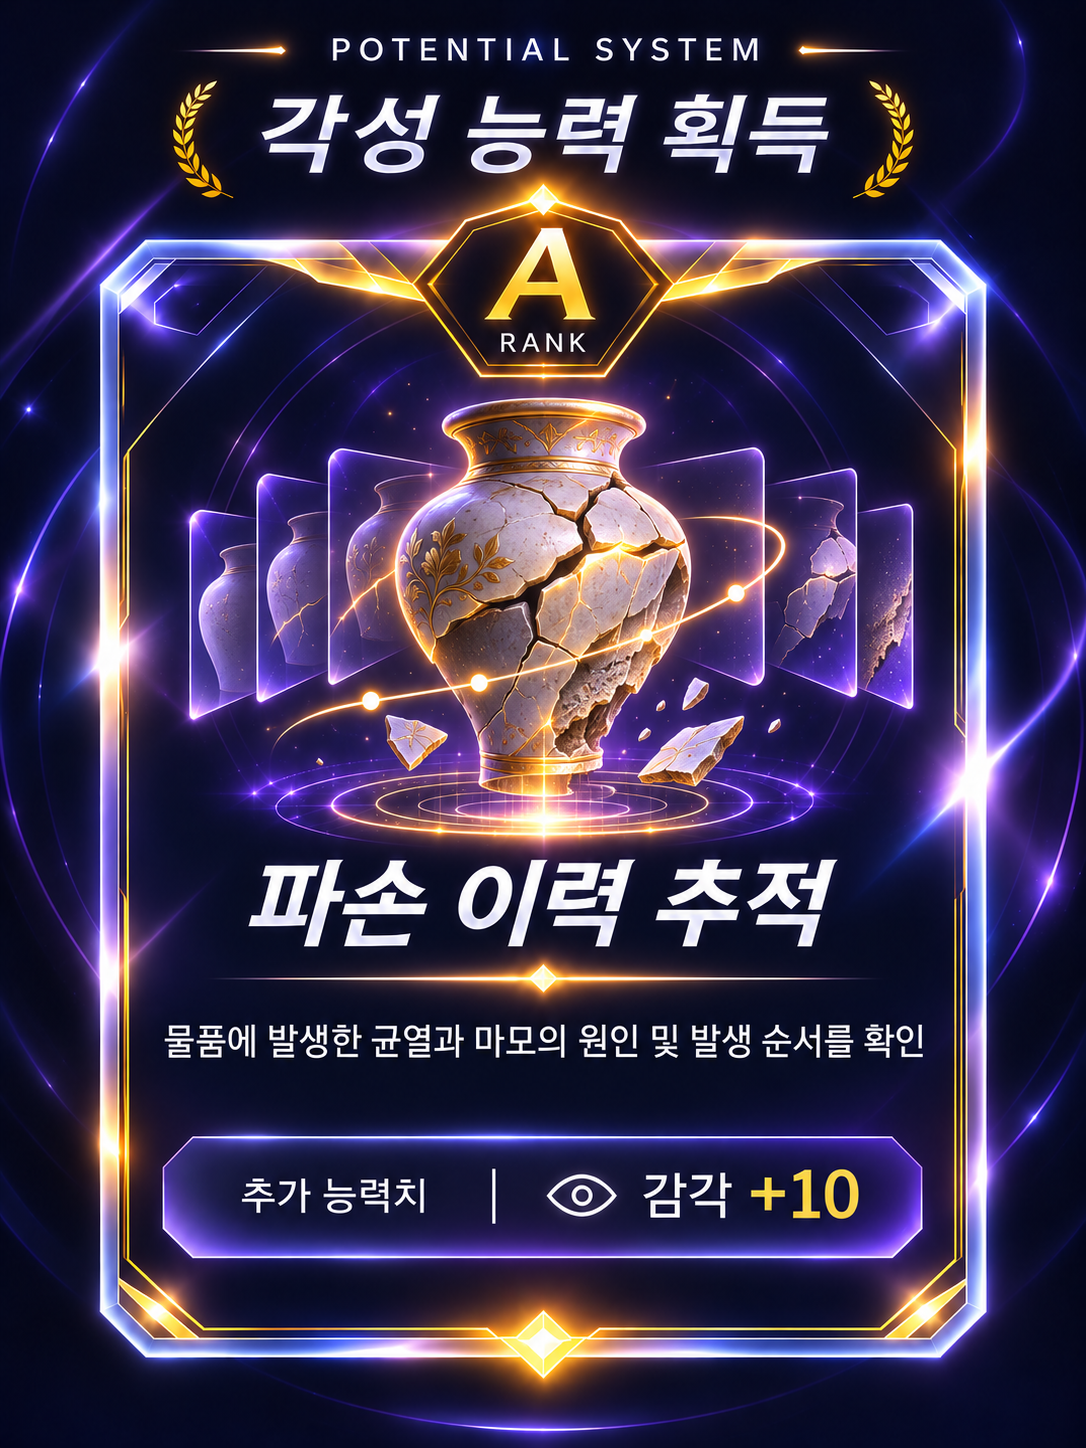 POTENTIAL SYSTEM
각성 능력 획득
A
RANK
파손 이력 추적
물품에 발생한 균열과 마모의 원인 및 발생 순서를 확인
추가 능력치 | 감각 +10